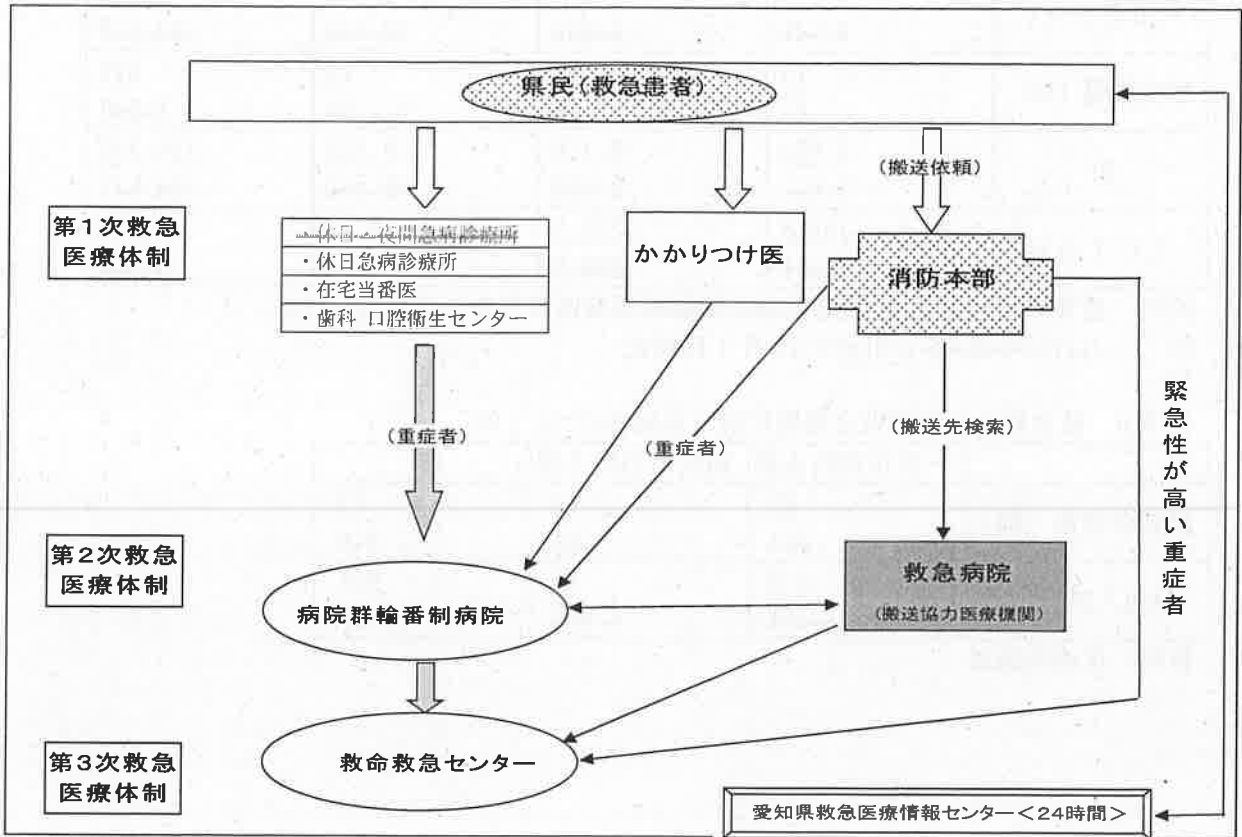 県民(救急患者)
(搬送依頼)
第1次救急
医療体制
・休日・夜間急病診療所
・休日急病診療所
・在宅当番医
・歯科 口腔衛生センター
かかりつけ医
消防本部
(重症者)
(重症者)
(搬送先検索)
緊急性が高い重症者
第2次救急
医療体制
病院群輪番制病院
救急病院
(搬送協力医療機関)
第3次救急
医療体制
救命救急センター
愛知県救急医療情報センター<24時間>